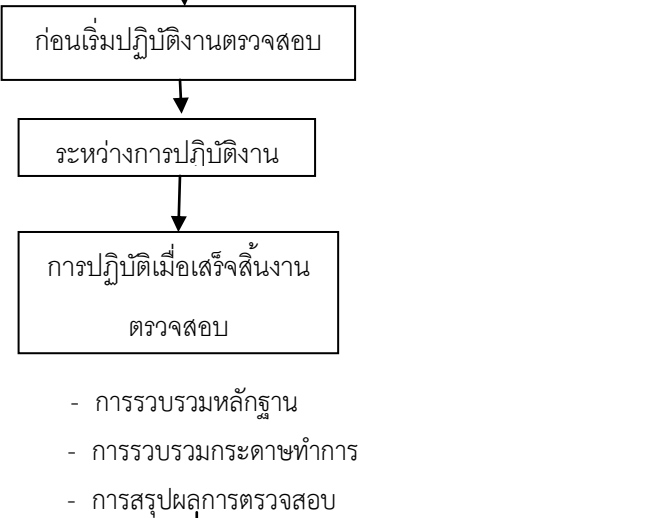 ก่อนเริ่มปฏิบัติงานตรวจสอบ
ระหว่างการปฏิบัติงาน
การปฏิบัติเมื่อเสร็จสิ้นงาน
ตรวจสอบ
- การรวบรวมหลักฐาน
- การรวบรวมกระดาษทำการ
- การสรุปผลการตรวจสอบ